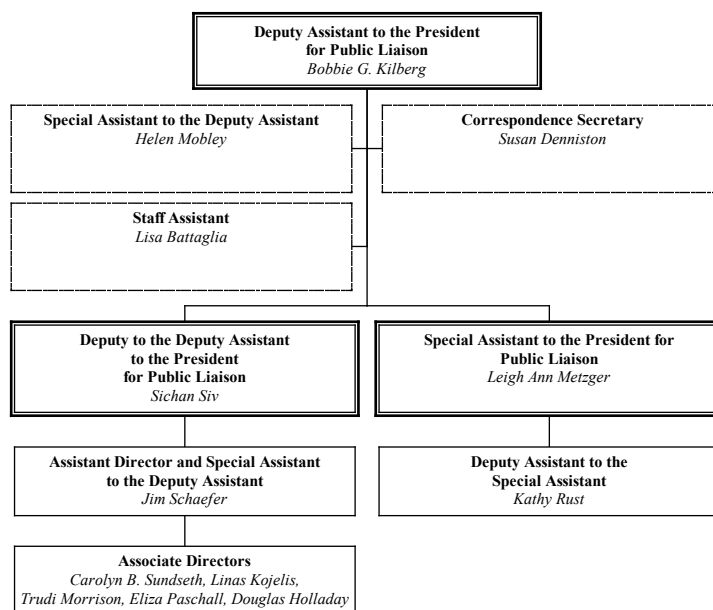 Deputy Assistant to the President
for Public Liaison
Bobbie G. Kilberg
Special Assistant to the Deputy Assistant
Helen Mobley
Correspondence Secretary
Susan Denniston
Staff Assistant
Lisa Battaglia
Deputy to the Deputy Assistant
to the President
for Public Liaison
Sichan Siv
Special Assistant to the President for
Public Liaison
Leigh Ann Metzger
Assistant Director and Special Assistant
to the Deputy Assistant
Jim Schaefer
Deputy Assistant to the
Special Assistant
Kathy Rust
Associate Directors
Carolyn B. Sundseth, Linas Kojelis,
Trudi Morrison, Eliza Paschall, Douglas Holladay